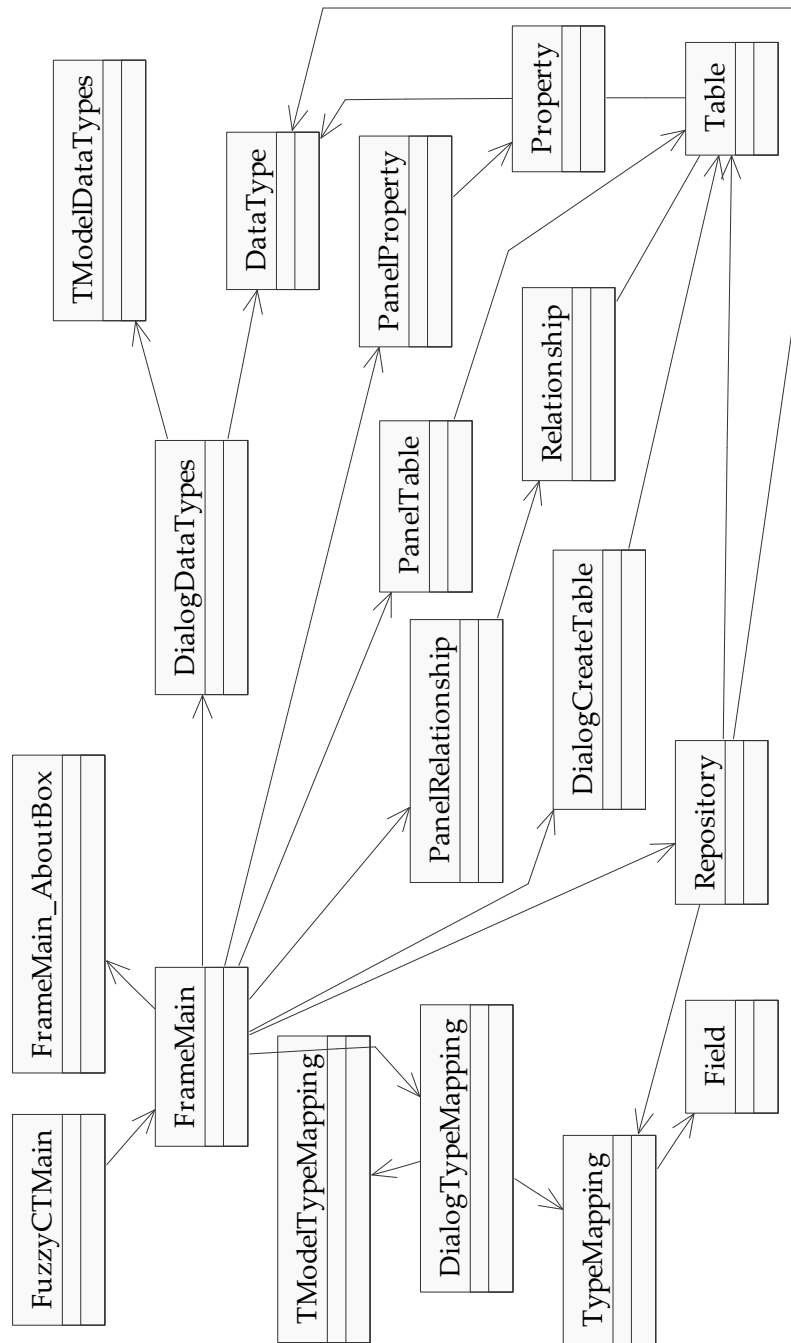 FuzzyCTMain
FrameMain_AboutBox
TModelDataTypes
FrameMain
DialogDataTypes
DataType
TModelTypeMapping
PanelProperty
PanelTable
DialogTypeMapping
PanelRelationship
Property
Relationship
TypeMapping
DialogCreateTable
Field
Repository
Table